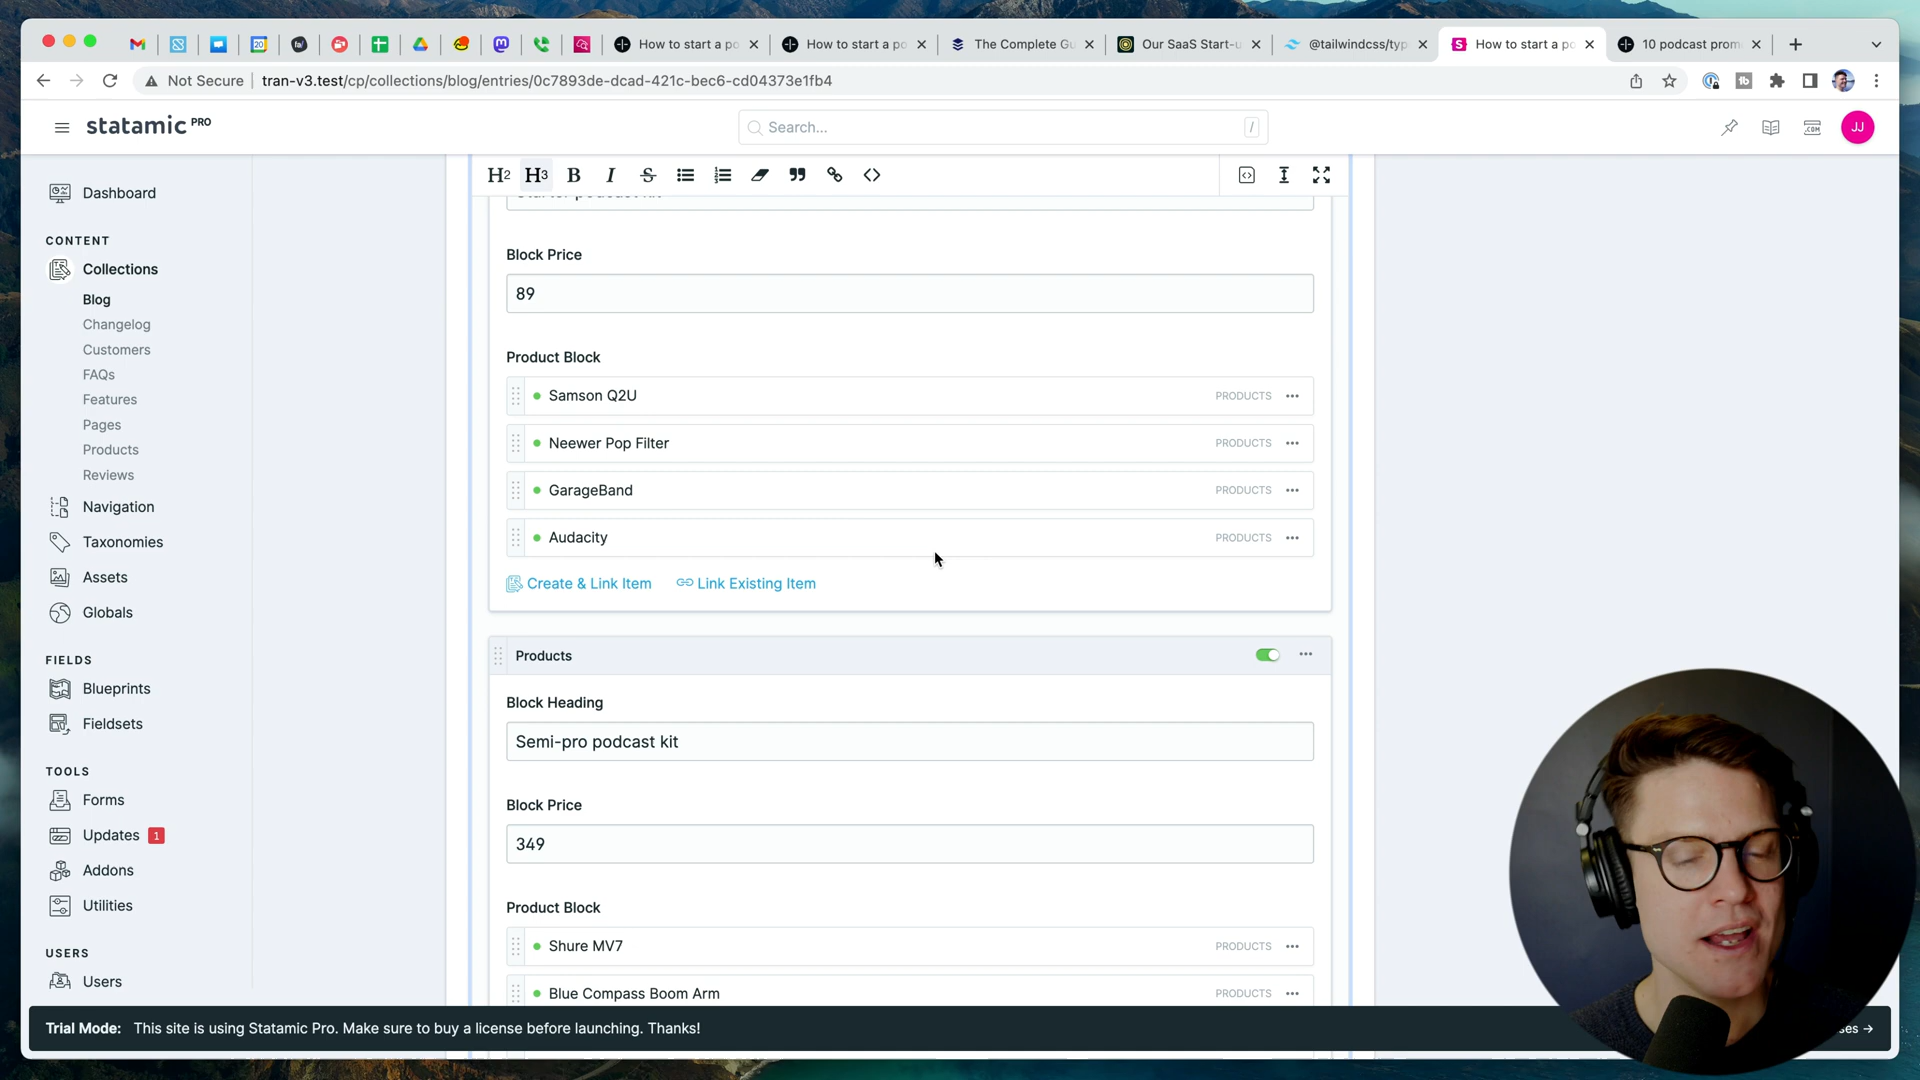 20
How to start a po
How to start a po
The Complete Gu
Our SaaS Start-u
@tailwindcss/typ
How to start a po
10 podcast prom
Not Secure
tran-v3.test/cp/collections/blog/entries/0c7893de-dcad-421c-bec6-cd04373e1fb4
statamic PRO
Search...
/
.COM
JJ
H2 H3 B I S
Dashboard
CONTENT
Collections
Blog
Changelog
Customers
FAQs
Features
Pages
Products
Reviews
Navigation
Taxonomies
Assets
Globals
FIELDS
Blueprints
Fieldsets
TOOLS
Forms
Updates 1
Addons
Utilities
USERS
Users
Block Price
89
Product Block
Samson Q2U PRODUCTS
Neewer Pop Filter PRODUCTS
GarageBand PRODUCTS
Audacity PRODUCTS
Create & Link Item Link Existing Item
Products
Block Heading
Semi-pro podcast kit
Block Price
349
Product Block
Shure MV7 PRODUCTS
Blue Compass Boom Arm PRODUCTS
Trial Mode: This site is using Statamic Pro. Make sure to buy a license before launching. Thanks!